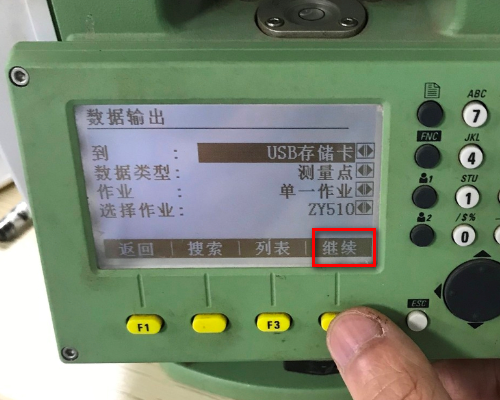 数据输出
到 : USB存储卡
数据类型: 测量点
作业 : 单一作业
选择作业: ZY510
返回 | 搜索 | 列表 | 继续
F1 F3
ABC
7
FNC JKL
4
1 STU
1
2 /$%
0
ESC